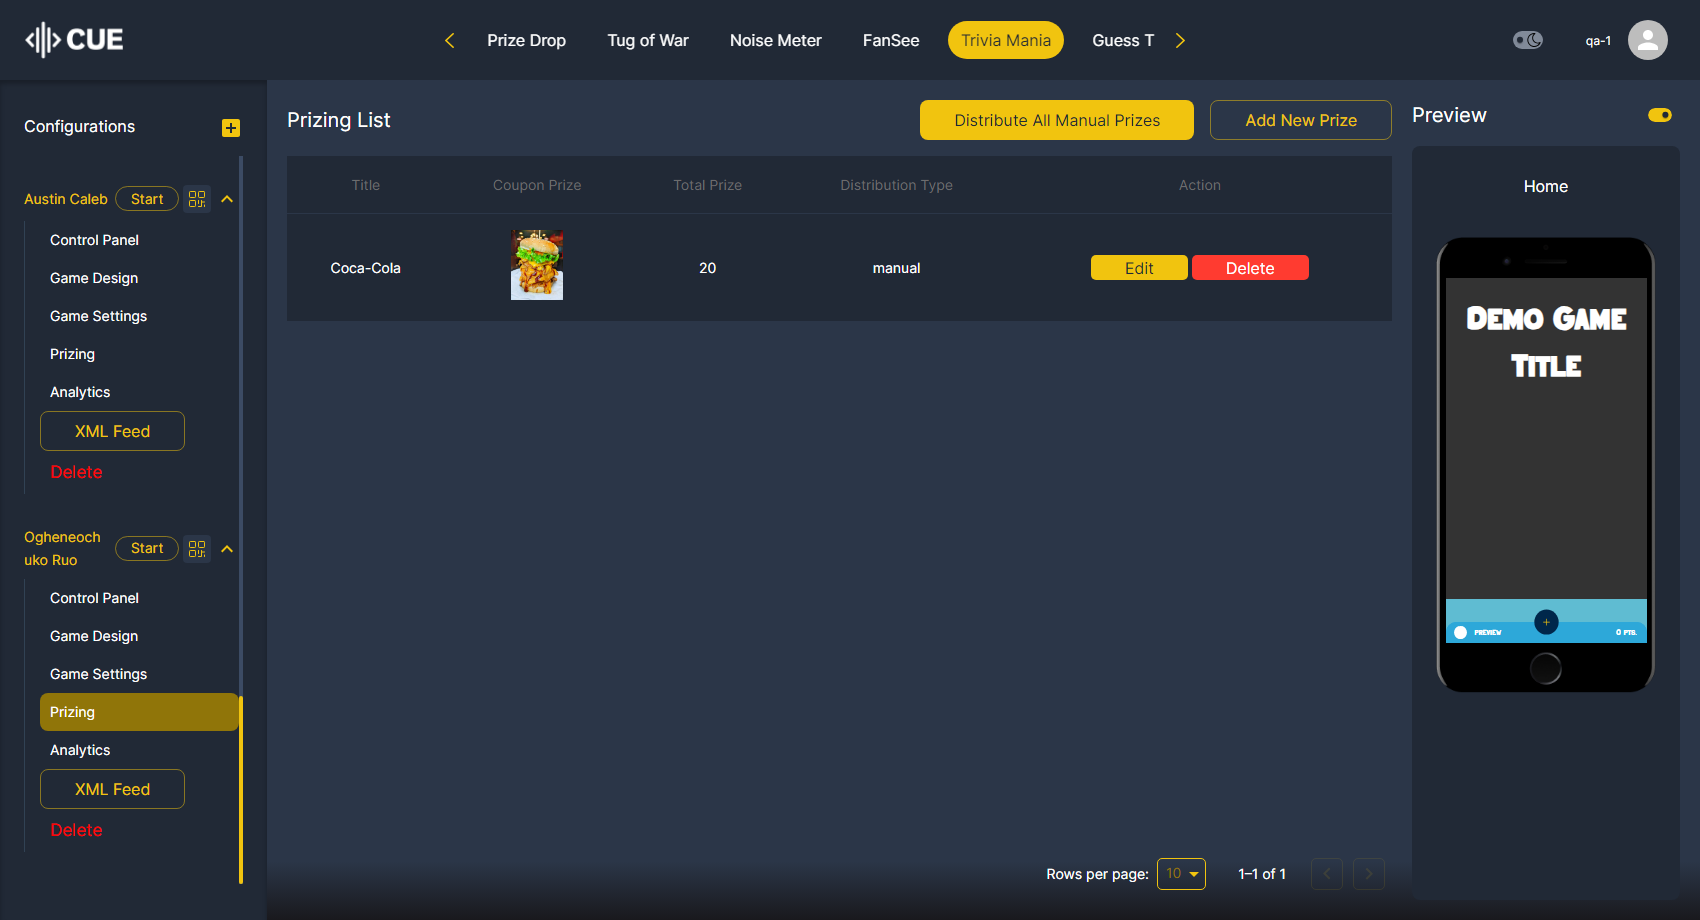 CUE
Prize Drop
Tug of War
Noise Meter
FanSee
Trivia Mania
Guess T
qa-1
Configurations
Austin Caleb
Start
Control Panel
Game Design
Game Settings
Prizing
Analytics
XML Feed
Delete
Ogheneoch
uko Ruo
Start
Control Panel
Game Design
Game Settings
Prizing
Analytics
XML Feed
Delete
Prizing List
Distribute All Manual Prizes
Add New Prize
Title
Coupon Prize
Total Prize
Distribution Type
Action
Coca-Cola
20
manual
Edit
Delete
Rows per page:
10
1–1 of 1
Preview
Home
Demo Game
Title
PREVIEW
0 PTS.